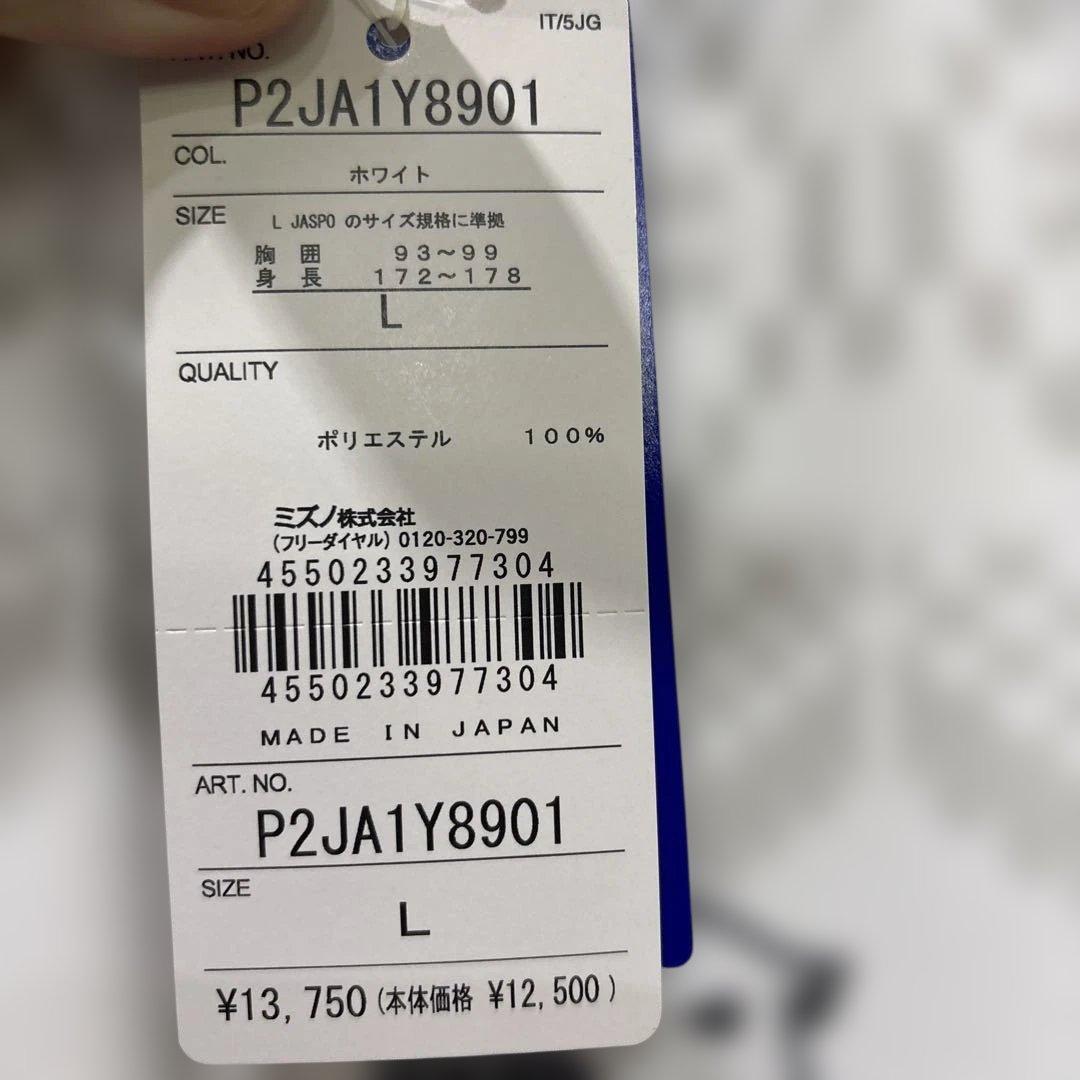 IT/5JG
ART. NO.
P2JA1Y8901
COL.
ホワイト
SIZE
L JASPO のサイズ規格に準拠
胸 囲 93～99
身 長 172～178
L
QUALITY
ポリエステル 100%
ミズノ株式会社
(フリーダイヤル) 0120-320-799
4550233977304
4550233977304
MADE IN JAPAN
ART. NO.
P2JA1Y8901
SIZE
L
¥13,750 (本体価格 ¥12,500 )